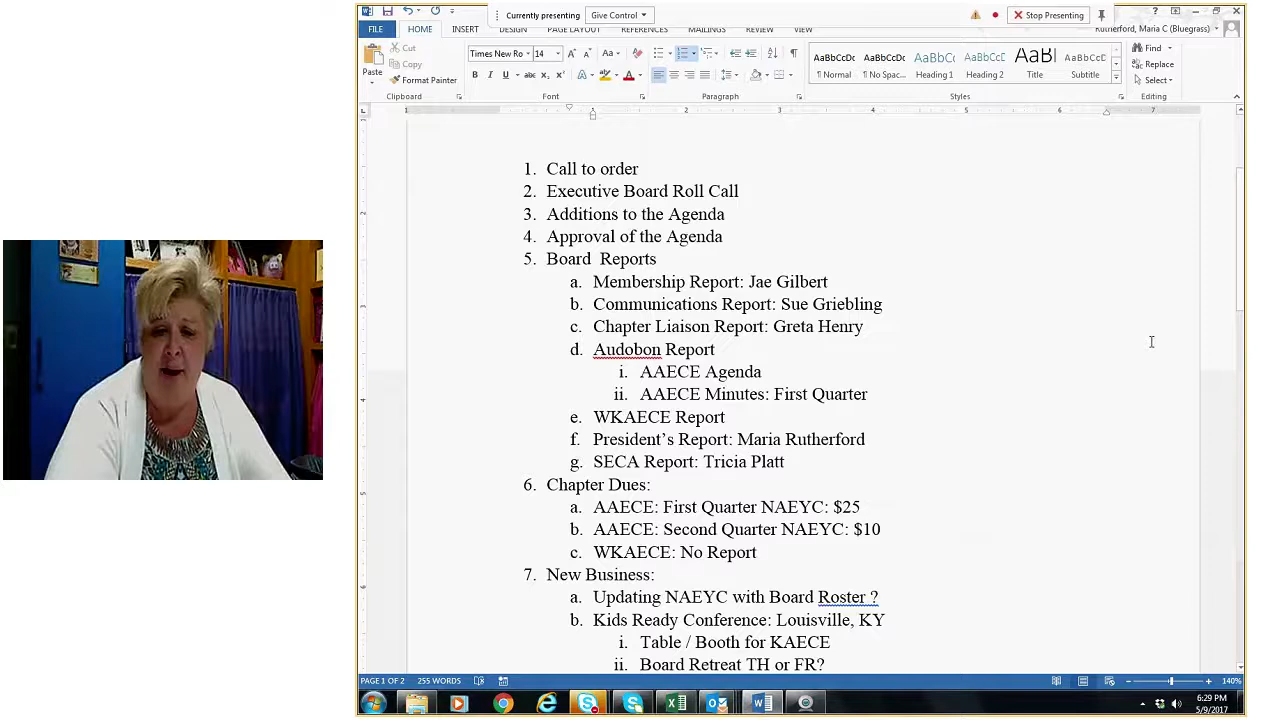 Currently presenting
Give Control
Stop Presenting
?
FILE
HOME
INSERT
DESIGN
PAGE LAYOUT
REFERENCES
MAILINGS
REVIEW
VIEW
Rutherford, Maria C (Bluegrass)
Paste
Cut
Copy
Format Painter
Clipboard
Times New Ro
14
Font
Paragraph
AaBbCcDc
¶ Normal
AaBbCcDc
¶ No Spac...
AaBbCc
Heading 1
AaBbCcC
Heading 2
AaBl
Title
AaBbCcD
Subtitle
Styles
Find
Replace
Select
Editing
1. Call to order
2. Executive Board Roll Call
3. Additions to the Agenda
4. Approval of the Agenda
5. Board Reports
a. Membership Report: Jae Gilbert
b. Communications Report: Sue Griebling
c. Chapter Liaison Report: Greta Henry
d. Audobon Report
i. AAECE Agenda
ii. AAECE Minutes: First Quarter
e. WKAECE Report
f. President's Report: Maria Rutherford
g. SECA Report: Tricia Platt
6. Chapter Dues:
a. AAECE: First Quarter NAEYC: $25
b. AAECE: Second Quarter NAEYC: $10
c. WKAECE: No Report
7. New Business:
a. Updating NAEYC with Board Roster ?
b. Kids Ready Conference: Louisville, KY
i. Table / Booth for KAECE
ii. Board Retreat TH or FR?
PAGE 1 OF 2
255 WORDS
140%
6:29 PM
5/9/2017